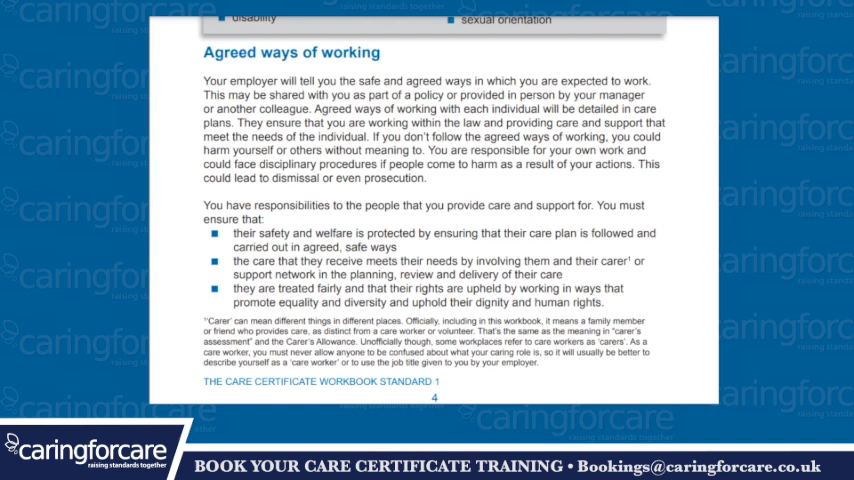 disability
sexual orientation
Agreed ways of working
Your employer will tell you the safe and agreed ways in which you are expected to work.
This may be shared with you as part of a policy or provided in person by your manager
or another colleague. Agreed ways of working with each individual will be detailed in care
plans. They ensure that you are working within the law and providing care and support that
meet the needs of the individual. If you don't follow the agreed ways of working, you could
harm yourself or others without meaning to. You are responsible for your own work and
could face disciplinary procedures if people come to harm as a result of your actions. This
could lead to dismissal or even prosecution.
You have responsibilities to the people that you provide care and support for. You must
ensure that:
their safety and welfare is protected by ensuring that their care plan is followed and
carried out in agreed, safe ways
the care that they receive meets their needs by involving them and their carer¹ or
support network in the planning, review and delivery of their care
they are treated fairly and that their rights are upheld by working in ways that
promote equality and diversity and uphold their dignity and human rights.
¹'Carer' can mean different things in different places. Officially, including in this workbook, it means a family member
or friend who provides care, as distinct from a care worker or volunteer. That's the same as the meaning in "carer's
assessment" and the Carer's Allowance. Unofficially though, some workplaces refer to care workers as 'carers'. As a
care worker, you must never allow anyone to be confused about what your caring role is, so it will usually be better to
describe yourself as a 'care worker' or to use the job title given to you by your employer.
THE CARE CERTIFICATE WORKBOOK STANDARD 1
4
caringforcare
raising standards together
BOOK YOUR CARE CERTIFICATE TRAINING • Bookings@caringforcare.co.uk